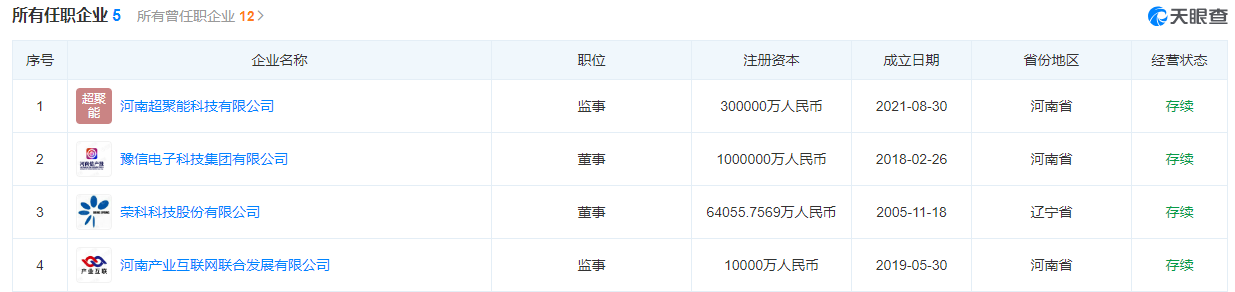 所有任职企业 5 所有曾任职企业 12 >
天眼查
序号 企业名称 职位 注册资本 成立日期 省份地区 经营状态
超聚
能
1 河南超聚能科技有限公司 监事 300000万人民币 2021-08-30 河南省 存续
2 豫信电子科技集团有限公司 董事 1000000万人民币 2018-02-26 河南省 存续
3 荣科科技股份有限公司 董事 64055.7569万人民币 2005-11-18 辽宁省 存续
产业互联
4 河南产业互联网联合发展有限公司 监事 10000万人民币 2019-05-30 河南省 存续